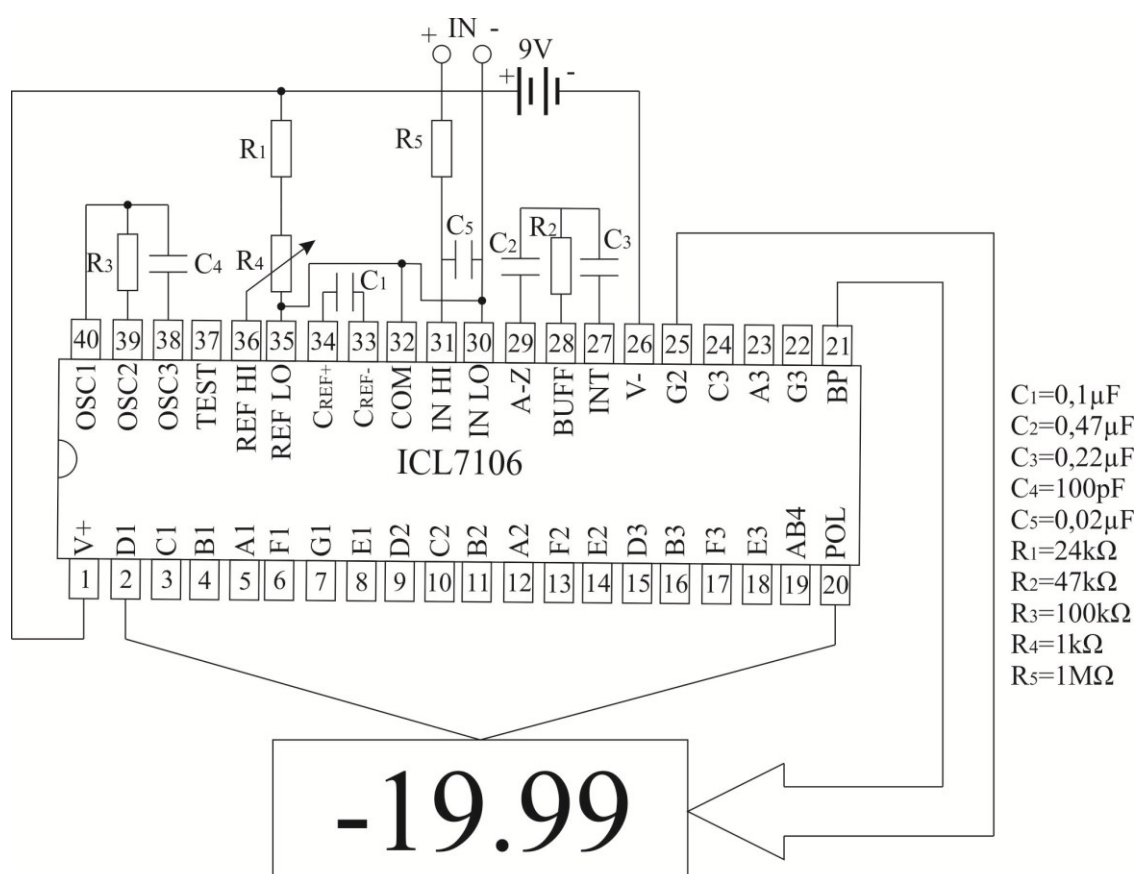 + IN -
9V
+ -
R1
R5
C5
C2
R2
C3
R3
C4
R4
C1
40 39 38 37 36 35 34 33 32 31 30 29 28 27 26 25 24 23 22 21
OSC1 OSC2 OSC3 TEST REF HI REF LO CREF+ CREF- COM IN HI IN LO A-Z BUFF INT V- G2 C3 A3 G3 BP
ICL7106
V+ D1 C1 B1 A1 F1 G1 E1 D2 C2 B2 A2 F2 E2 D3 B3 F3 E3 AB4 POL
1 2 3 4 5 6 7 8 9 10 11 12 13 14 15 16 17 18 19 20
C1=0,1µF
C2=0,47µF
C3=0,22µF
C4=100pF
C5=0,02µF
R1=24kΩ
R2=47kΩ
R3=100kΩ
R4=1kΩ
R5=1MΩ
-19.99